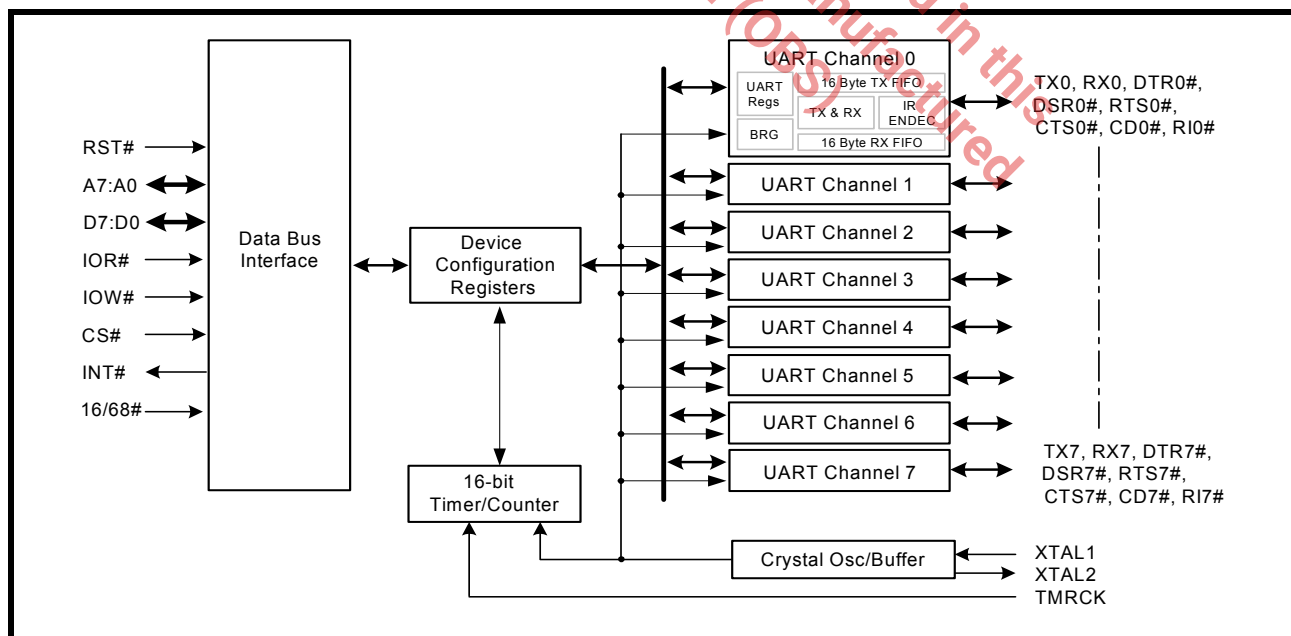 in this
mufactured
(OBS)
UART Channel 0
16 Byte TX FIFO
UART
Regs
TX & RX
IR
ENDEC
BRG
16 Byte RX FIFO
TX0, RX0, DTR0#,
DSR0#, RTS0#,
CTS0#, CD0#, RI0#
RST#
A7:A0
D7:D0
IOR#
IOW#
CS#
INT#
16/68#
Data Bus
Interface
Device
Configuration
Registers
16-bit
Timer/Counter
UART Channel 1
UART Channel 2
UART Channel 3
UART Channel 4
UART Channel 5
UART Channel 6
UART Channel 7
TX7, RX7, DTR7#,
DSR7#, RTS7#,
CTS7#, CD7#, RI7#
Crystal Osc/Buffer
XTAL1
XTAL2
TMRCK